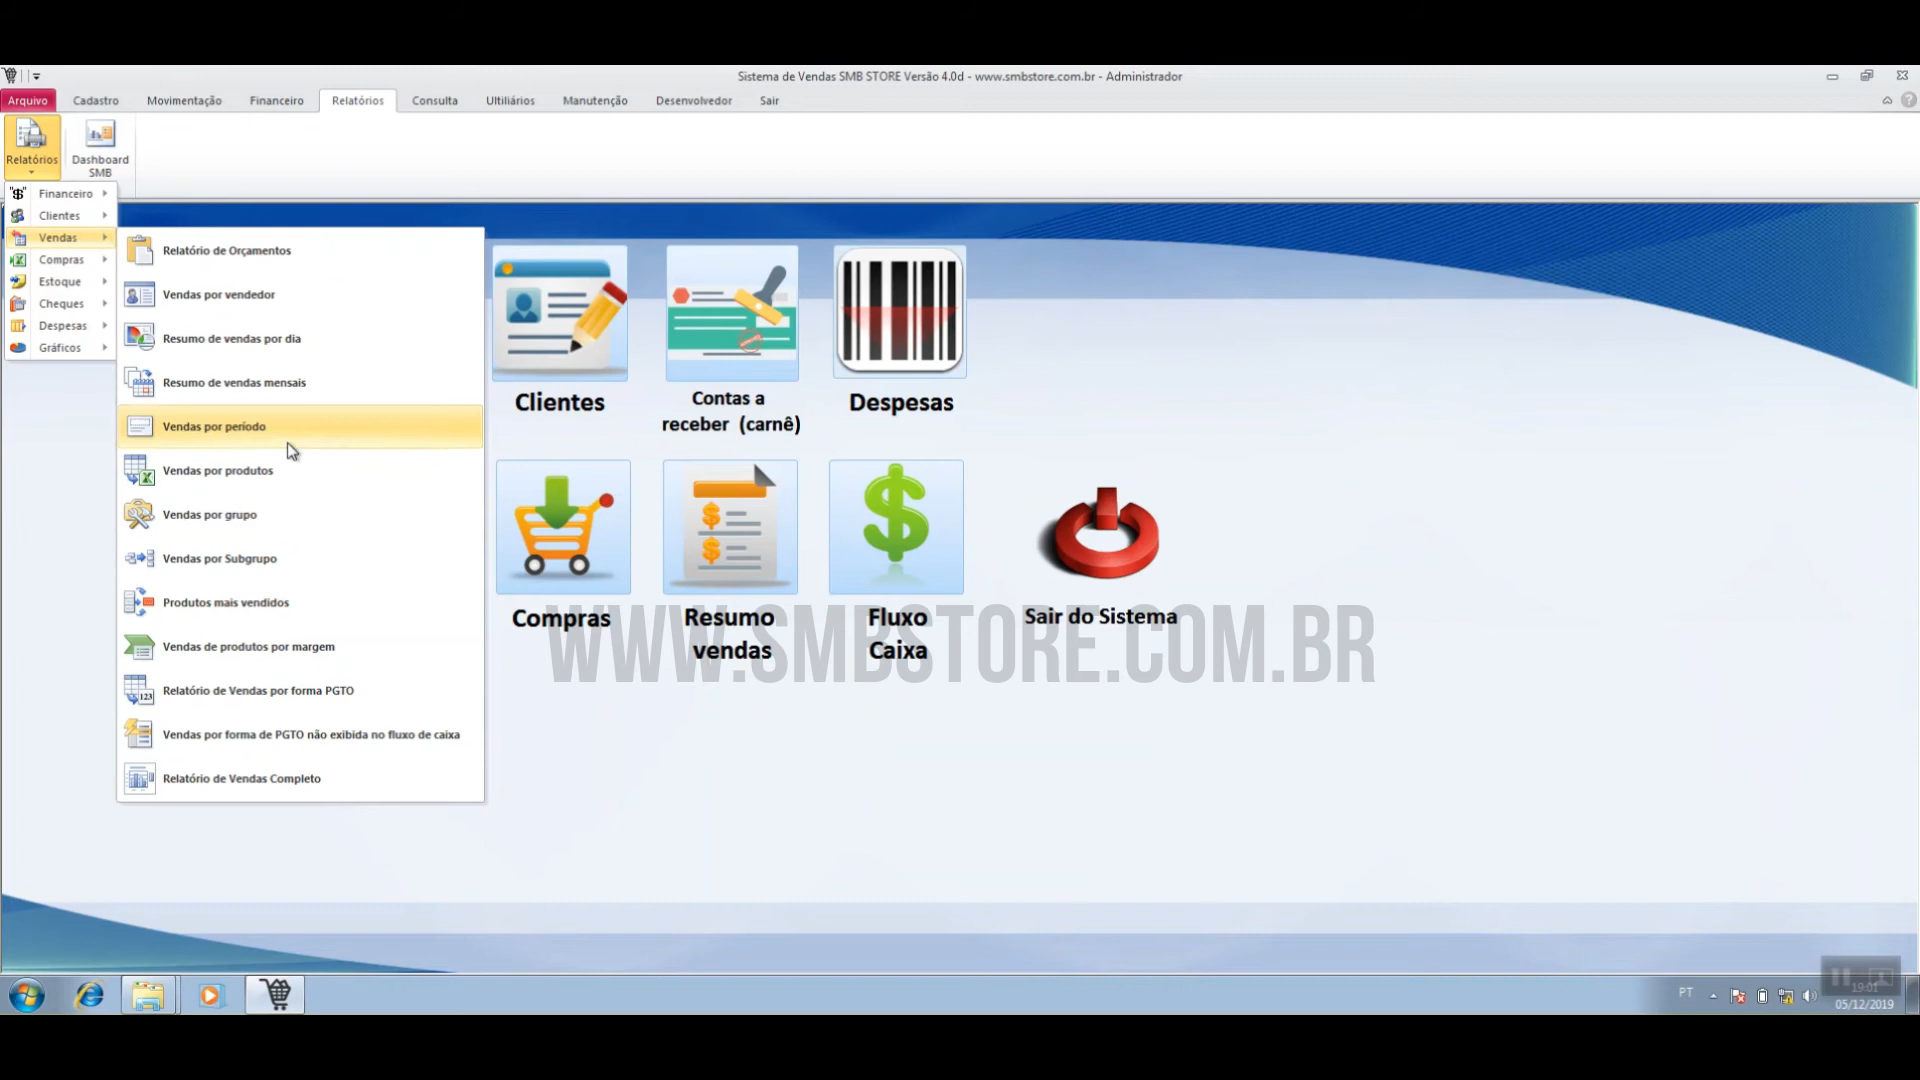 Sistema de Vendas SMB STORE Versão 4.0d - www.smbstore.com.br - Administrador
Arquivo Cadastro Movimentação Financeiro Relatórios Consulta Ultiliários Manutenção Desenvolvedor Sair
Relatórios
Dashboard
SMB
"$" Financeiro
Clientes
Vendas
Compras
Estoque
Cheques
Despesas
Gráficos
Relatório de Orçamentos
Vendas por vendedor
Resumo de vendas por dia
Resumo de vendas mensais
Vendas por período
Vendas por produtos
Vendas por grupo
Vendas por Subgrupo
Produtos mais vendidos
Vendas de produtos por margem
Relatório de Vendas por forma PGTO
Vendas por forma de PGTO não exibida no fluxo de caixa
Relatório de Vendas Completo
Clientes
Contas a
receber (carnê)
Despesas
Compras
Resumo
vendas
Fluxo
Caixa
Sair do Sistema
WWW.SMBSTORE.COM.BR
PT
19:01
05/12/2019